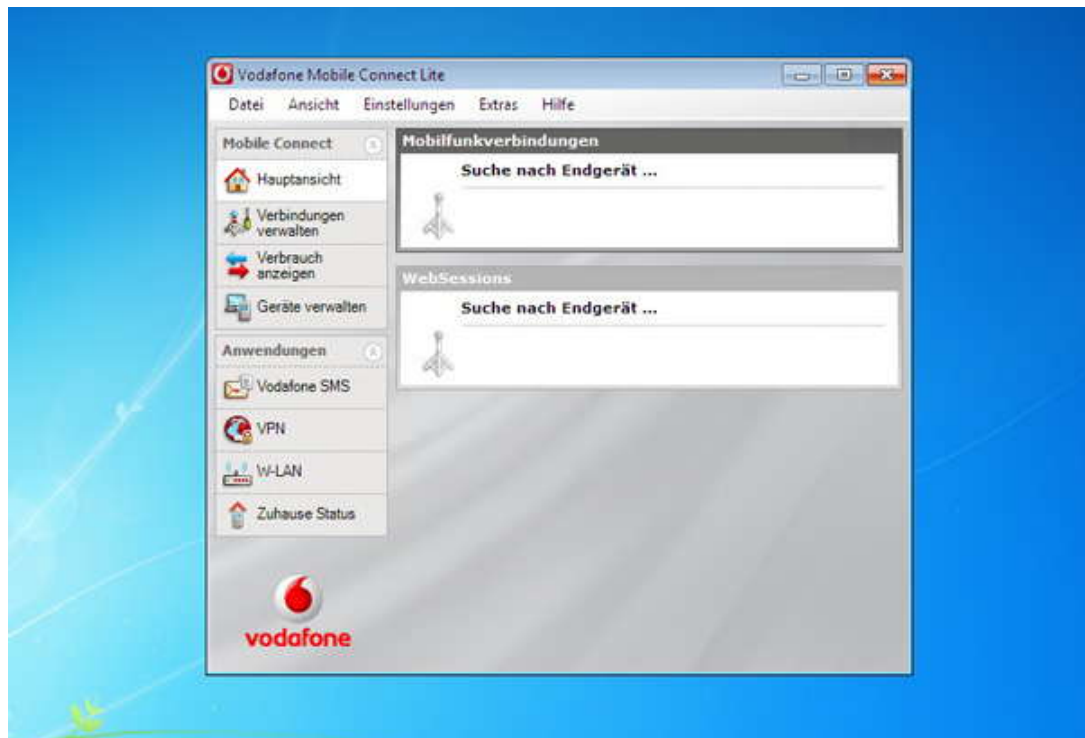 Vodafone Mobile Connect Lite
Datei Ansicht Einstellungen Extras Hilfe
Mobile Connect
Hauptansicht
Verbindungen
verwalten
Verbrauch
anzeigen
Geräte verwalten
Anwendungen
Vodafone SMS
VPN
W-LAN
Zuhause Status
vodafone
Mobilfunkverbindungen
Suche nach Endgerät ...
WebSessions
Suche nach Endgerät ...